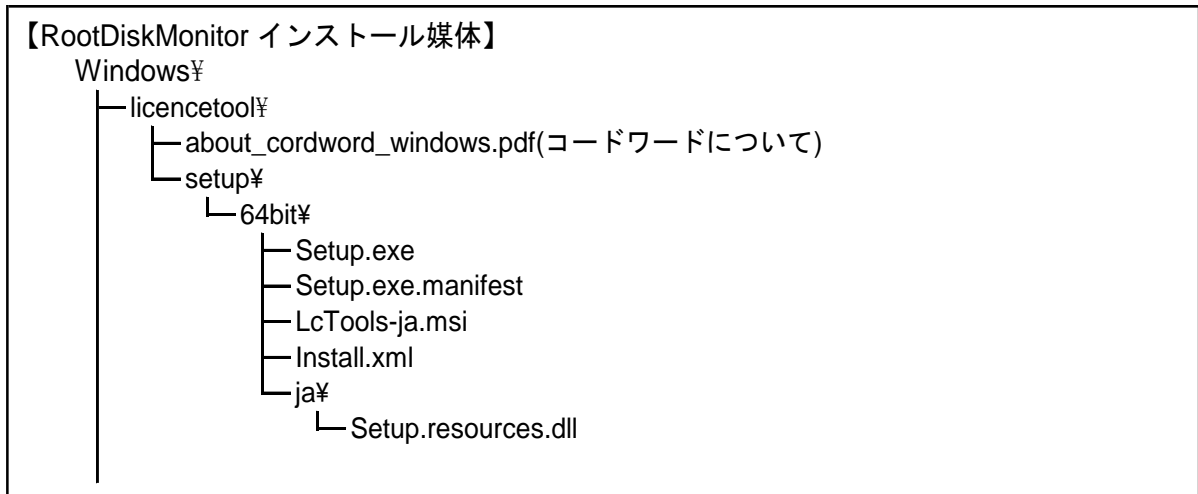 【RootDiskMonitor インストール媒体】
Windows¥
licencetool¥
about_cordword_windows.pdf(コードワードについて)
setup¥
64bit¥
Setup.exe
Setup.exe.manifest
LcTools-ja.msi
Install.xml
ja¥
Setup.resources.dll